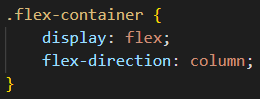 .flex-container {
    display: flex;
    flex-direction: column;
}